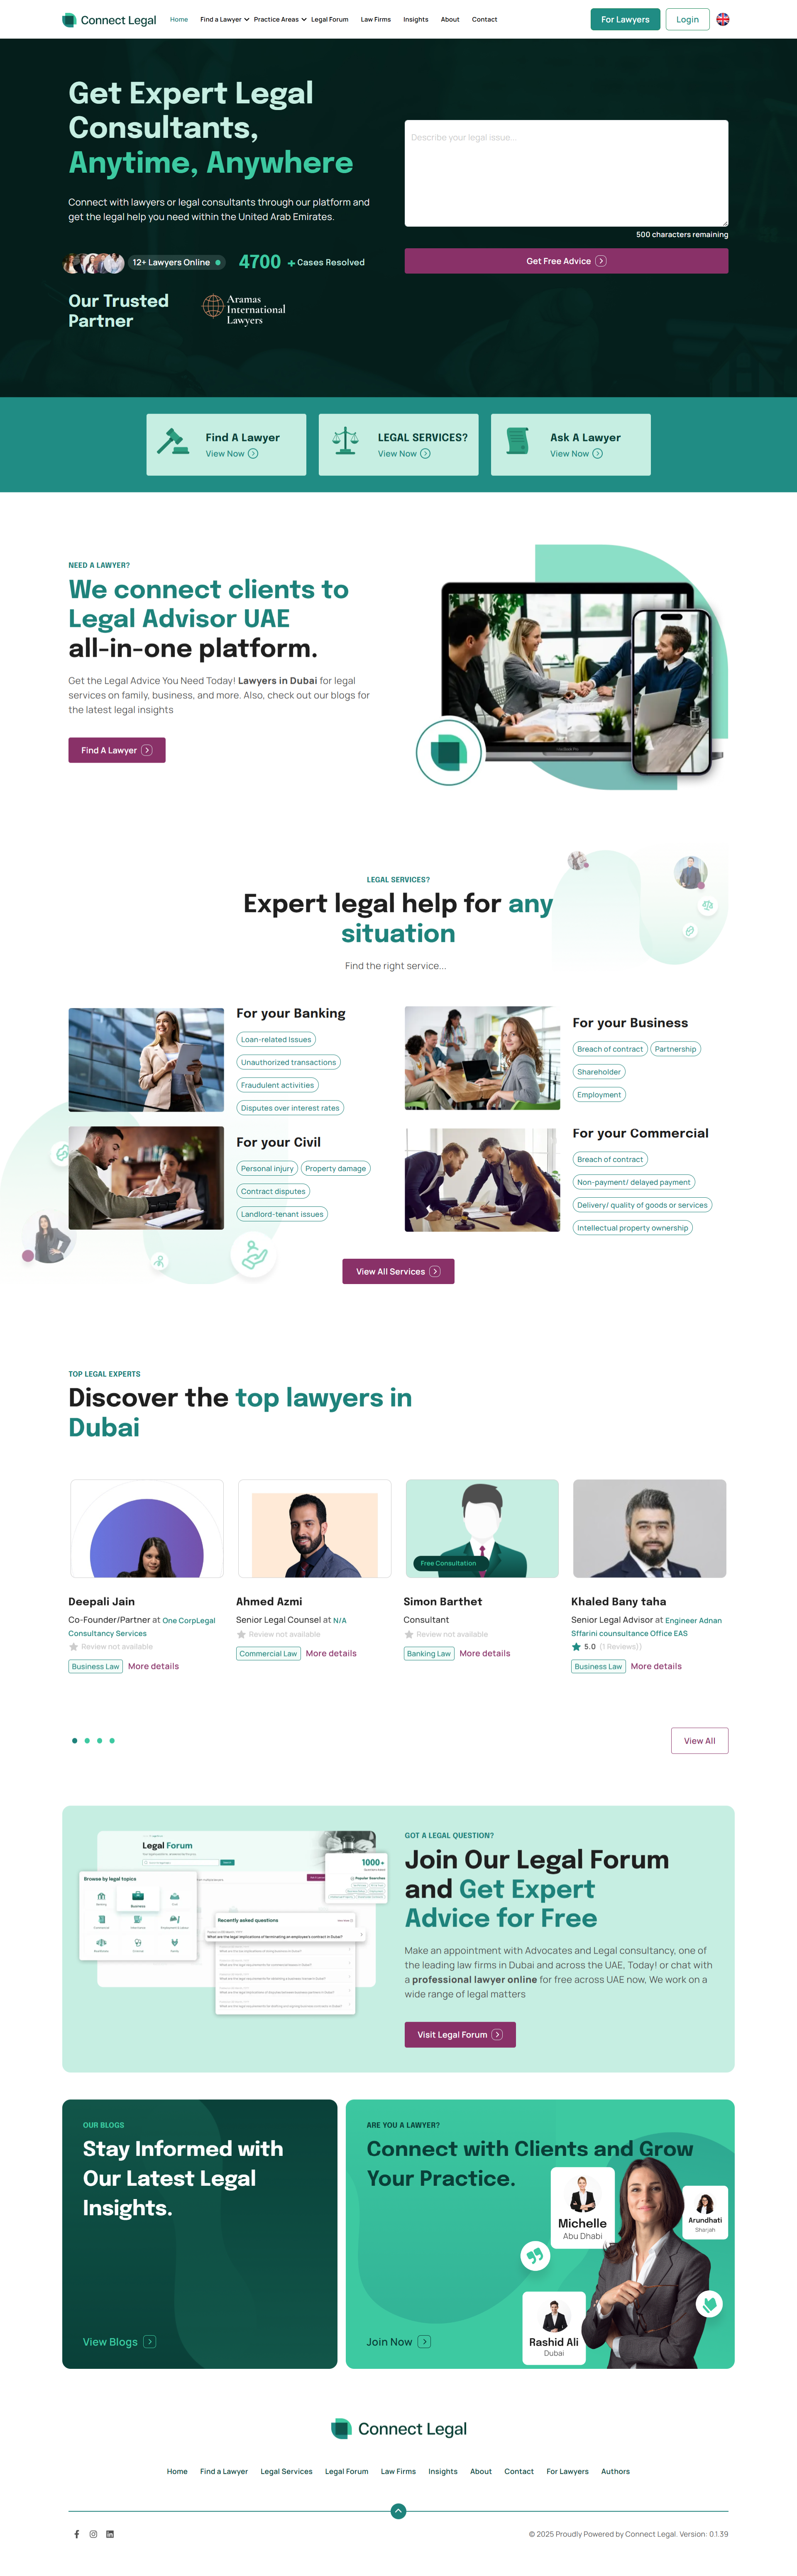 Connect Legal
Home Find a Lawyer Practice Areas Legal Forum Law Firms Insights About Contact
For Lawyers Login
Get Expert Legal
Consultants,
Anytime, Anywhere
Connect with lawyers or legal consultants through our platform and
get the legal help you need within the United Arab Emirates.
12+ Lawyers Online 4700 + Cases Resolved
Our Trusted
Partner
Aramas
International
Lawyers
Describe your legal issue...
500 characters remaining
Get Free Advice
Find A Lawyer
View Now
LEGAL SERVICES?
View Now
Ask A Lawyer
View Now
NEED A LAWYER?
We connect clients to
Legal Advisor UAE
all-in-one platform.
Get the Legal Advice You Need Today! Lawyers in Dubai for legal
services on family, business, and more. Also, check out our blogs for
the latest legal insights
Find A Lawyer
LEGAL SERVICES?
Expert legal help for any
situation
Find the right service...
For your Banking
Loan-related Issues
Unauthorized transactions
Fraudulent activities
Disputes over interest rates
For your Business
Breach of contract Partnership
Shareholder
Employment
For your Civil
Personal injury Property damage
Contract disputes
Landlord-tenant issues
For your Commercial
Breach of contract
Non-payment/ delayed payment
Delivery/ quality of goods or services
Intellectual property ownership
View All Services
TOP LEGAL EXPERTS
Discover the top lawyers in
Dubai
Deepali Jain
Co-Founder/Partner at One CorpLegal
Consultancy Services
Review not available
Business Law More details
Ahmed Azmi
Senior Legal Counsel at N/A
Review not available
Commercial Law More details
Free Consultation
Simon Barthet
Consultant
Review not available
Banking Law More details
Khaled Bany taha
Senior Legal Advisor at Engineer Adnan
Sffarini counsultance Office EAS
5.0 (1 Reviews))
Business Law More details
View All
Legal Forum
Browse by legal topics
Business
1000+
Popular Searches
Recently asked questions
What are the legal implications of terminating an employee's contract in Dubai?
GOT A LEGAL QUESTION?
Join Our Legal Forum
and Get Expert
Advice for Free
Make an appointment with Advocates and Legal consultancy, one of
the leading law firms in Dubai and across the UAE, Today! or chat with
a professional lawyer online for free across UAE now, We work on a
wide range of legal matters
Visit Legal Forum
OUR BLOGS
Stay Informed with
Our Latest Legal
Insights.
View Blogs
ARE YOU A LAWYER?
Connect with Clients and Grow
Your Practice.
Michelle
Abu Dhabi
Arundhati
Sharjah
Rashid Ali
Dubai
Join Now
Connect Legal
Home Find a Lawyer Legal Services Legal Forum Law Firms Insights About Contact For Lawyers Authors
© 2025 Proudly Powered by Connect Legal. Version: 0.1.39